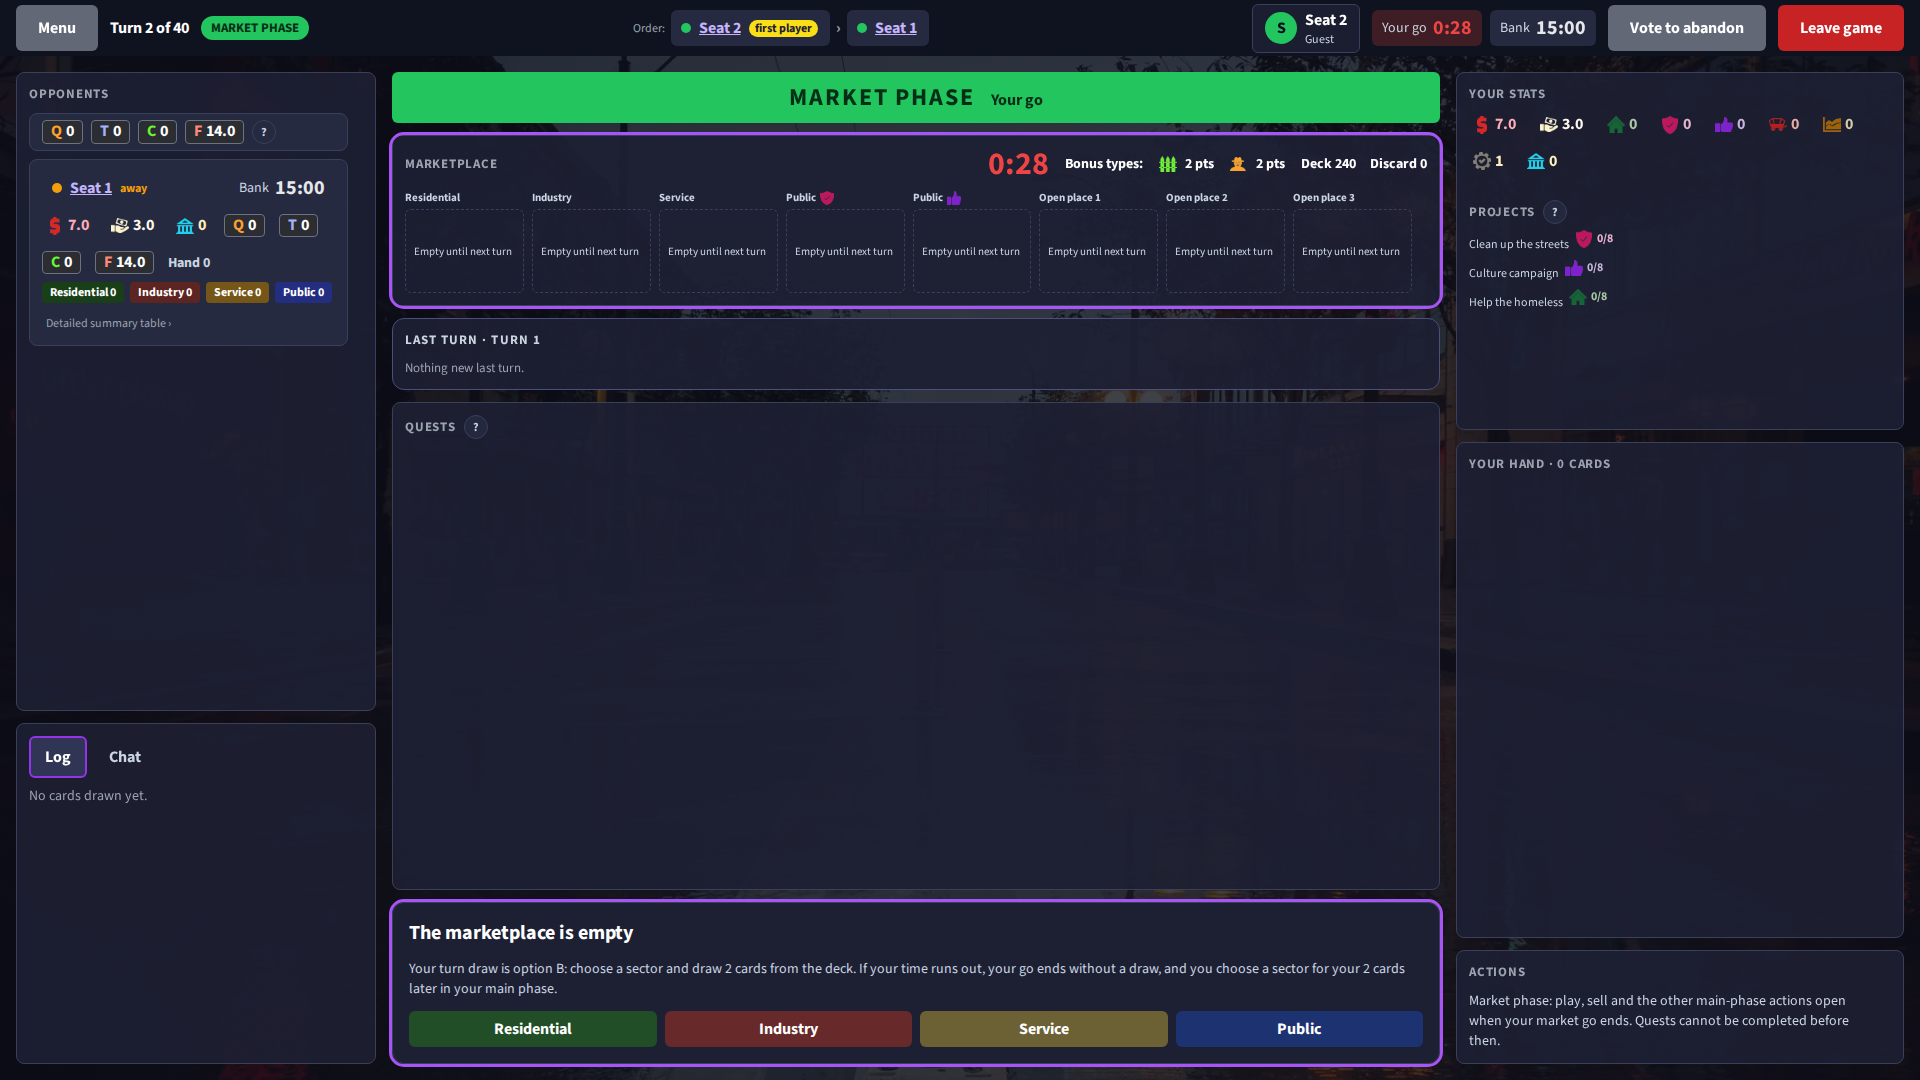 Menu
Turn 2 of 40
MARKET PHASE
Order:
Seat 2
first player
›
Seat 1
S
Seat 2
Guest
Your go 0:28
Bank 15:00
Vote to abandon
Leave game
OPPONENTS
Q 0
T 0
C 0
F 14.0
?
Seat 1 away
Bank 15:00
7.0
3.0
0
Q 0
T 0
C 0
F 14.0
Hand 0
Residential 0
Industry 0
Service 0
Public 0
Detailed summary table ›
Log
Chat
No cards drawn yet.
MARKET PHASE Your go
MARKETPLACE
0:28
Bonus types:
2 pts
2 pts
Deck 240
Discard 0
Residential
Industry
Service
Public
Public
Open place 1
Open place 2
Open place 3
Empty until next turn
Empty until next turn
Empty until next turn
Empty until next turn
Empty until next turn
Empty until next turn
Empty until next turn
Empty until next turn
LAST TURN · TURN 1
Nothing new last turn.
QUESTS ?
The marketplace is empty
Your turn draw is option B: choose a sector and draw 2 cards from the deck. If your time runs out, your go ends without a draw, and you choose a sector for your 2 cards
later in your main phase.
Residential
Industry
Service
Public
YOUR STATS
7.0
3.0
0
0
0
0
0
1
0
PROJECTS ?
Clean up the streets 0/8
Culture campaign 0/8
Help the homeless 0/8
YOUR HAND · 0 CARDS
ACTIONS
Market phase: play, sell and the other main-phase actions open
when your market go ends. Quests cannot be completed before
then.